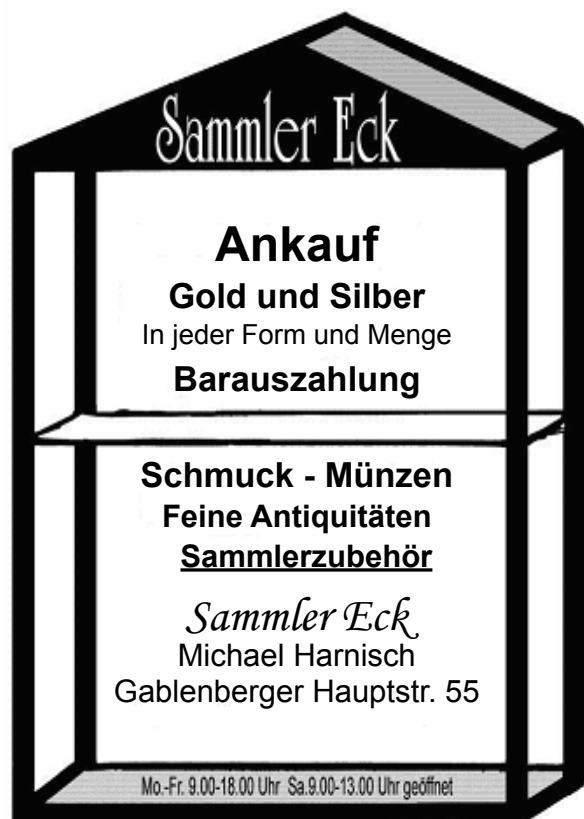 Sammler Eck
Ankauf
Gold und Silber
In jeder Form und Menge
Barauszahlung
Schmuck - Münzen
Feine Antiquitäten
Sammlerzubehör
Sammler Eck
Michael Harnisch
Gablenberger Hauptstr. 55
Mo.-Fr. 9.00-18.00 Uhr Sa.9.00-13.00 Uhr geöffnet